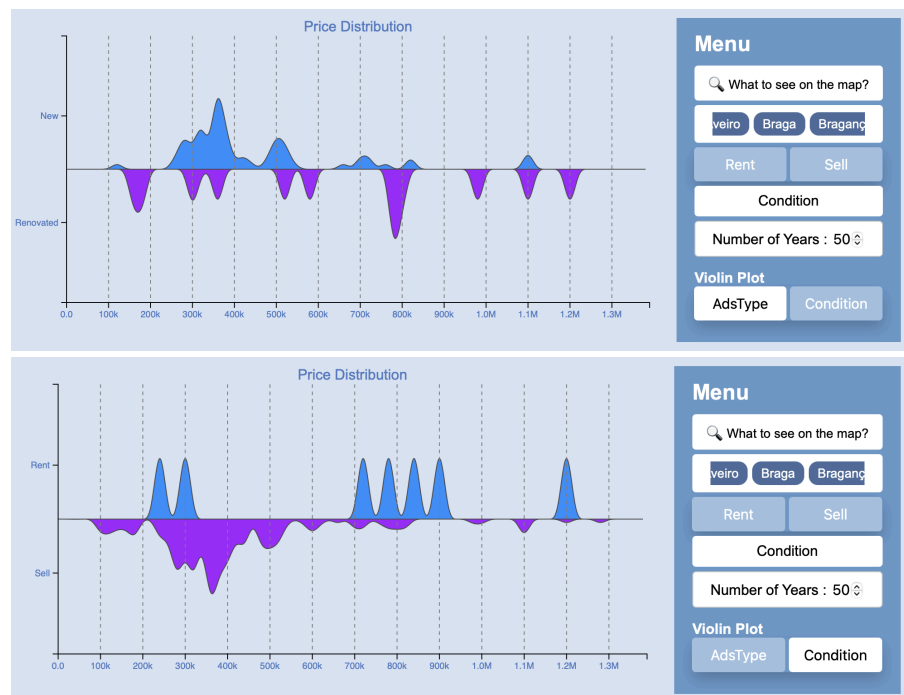 Price Distribution
New
Renovated
0.0 100k 200k 300k 400k 500k 600k 700k 800k 900k 1.0M 1.1M 1.2M 1.3M
Menu
What to see on the map?
veiro Braga Braganç
Rent Sell
Condition
Number of Years : 50
Violin Plot
AdsType Condition
Price Distribution
Rent
Sell
0.0 100k 200k 300k 400k 500k 600k 700k 800k 900k 1.0M 1.1M 1.2M 1.3M
Menu
What to see on the map?
veiro Braga Braganç
Rent Sell
Condition
Number of Years : 50
Violin Plot
AdsType Condition